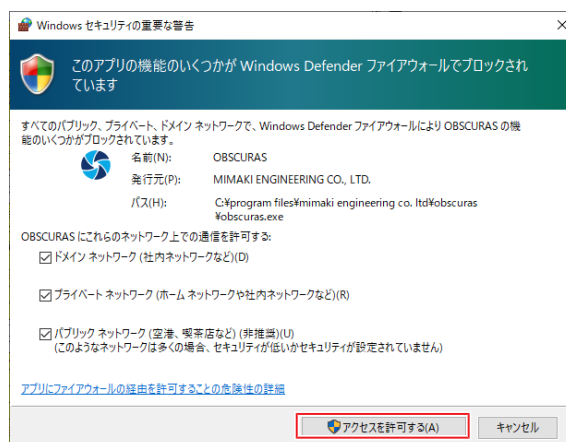 Windows セキュリティの重要な警告
このアプリの機能のいくつかが Windows Defender ファイアウォールでブロックされ
ています
すべてのパブリック、プライベート、ドメイン ネットワークで、Windows Defender ファイアウォールにより OBSCURAS の機
能のいくつかがブロックされています。
名前(N): OBSCURAS
発行元(P): MIMAKI ENGINEERING CO., LTD.
パス(H): C:¥program files¥mimaki engineering co. ltd¥obscuras
¥obscuras.exe
OBSCURAS にこれらのネットワーク上での通信を許可する:
ドメイン ネットワーク (社内ネットワークなど)(D)
プライベート ネットワーク (ホーム ネットワークや社内ネットワークなど)(R)
パブリック ネットワーク (空港、喫茶店など) (非推奨)(U)
(このようなネットワークは多くの場合、セキュリティが低いかセキュリティが設定されていません)
アプリにファイアウォールの経由を許可することの危険性の詳細
アクセスを許可する(A) キャンセル